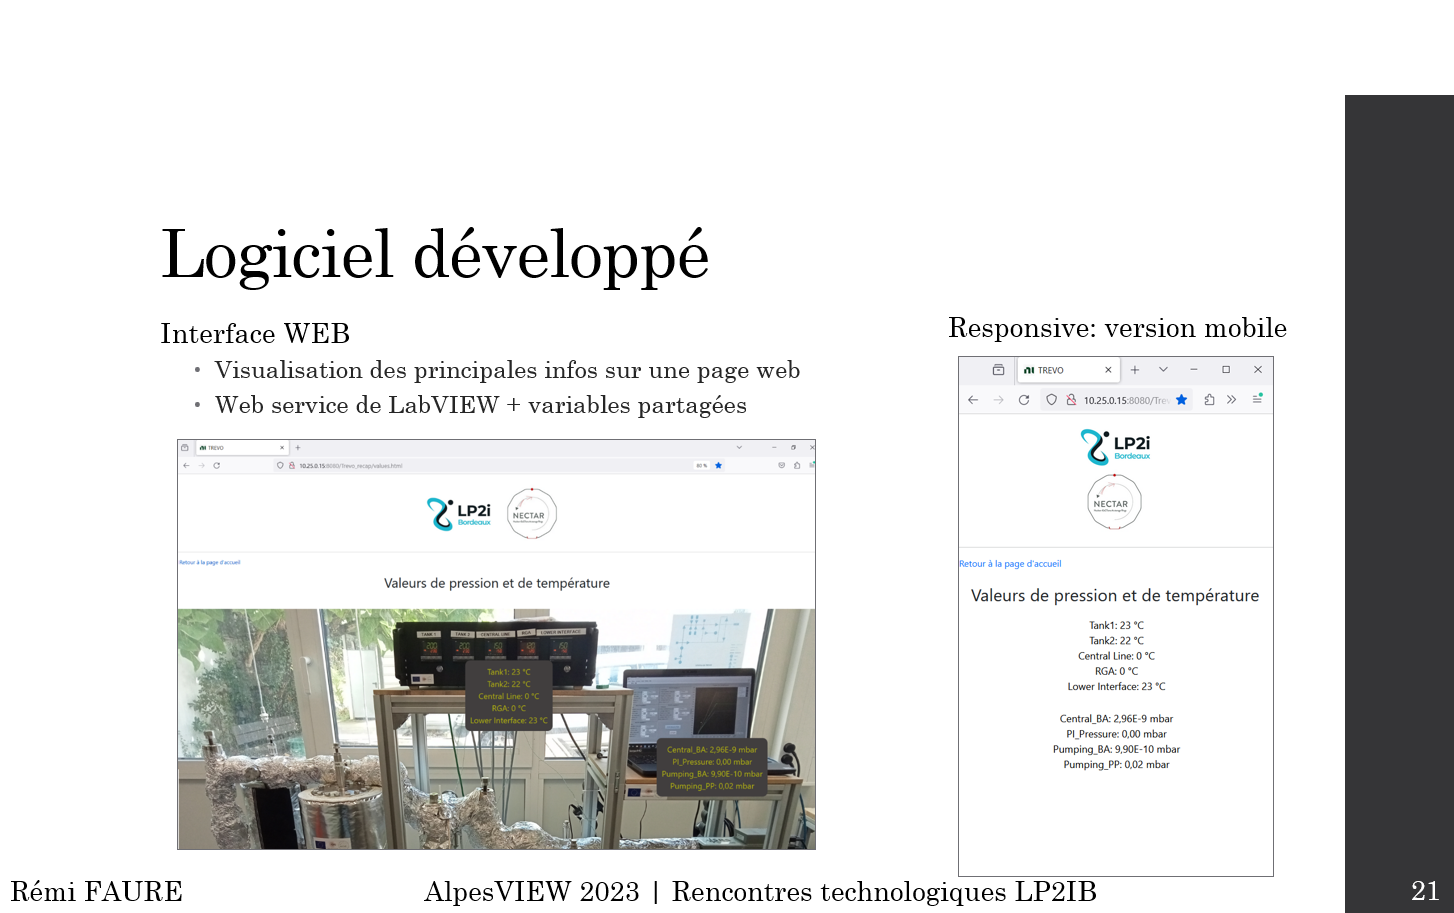 Logiciel développé
Interface WEB
• Visualisation des principales infos sur une page web
• Web service de LabVIEW + variables partagées
TREVO
10.25.0.15:8080/Trevo_recap/values.html
LP2i
Bordeaux
NECTAR
Retour à la page d'accueil
Valeurs de pression et de température
TANK 1 TANK 2 CENTRAL LINE RGA LOWER INTERFACE
Tank1: 23 °C
Tank2: 22 °C
Central Line: 0 °C
RGA: 0 °C
Lower Interface: 23 °C
Central_BA: 2,96E-9 mbar
PI_Pressure: 0,00 mbar
Pumping_BA: 9,90E-10 mbar
Pumping_PP: 0,02 mbar
Responsive: version mobile
TREVO
10.25.0.15:8080/Trev
LP2i
Bordeaux
NECTAR
Retour à la page d'accueil
Valeurs de pression et de température
Tank1: 23 °C
Tank2: 22 °C
Central Line: 0 °C
RGA: 0 °C
Lower Interface: 23 °C
Central_BA: 2,96E-9 mbar
PI_Pressure: 0,00 mbar
Pumping_BA: 9,90E-10 mbar
Pumping_PP: 0,02 mbar
Rémi FAURE
AlpesVIEW 2023 | Rencontres technologiques LP2IB
21